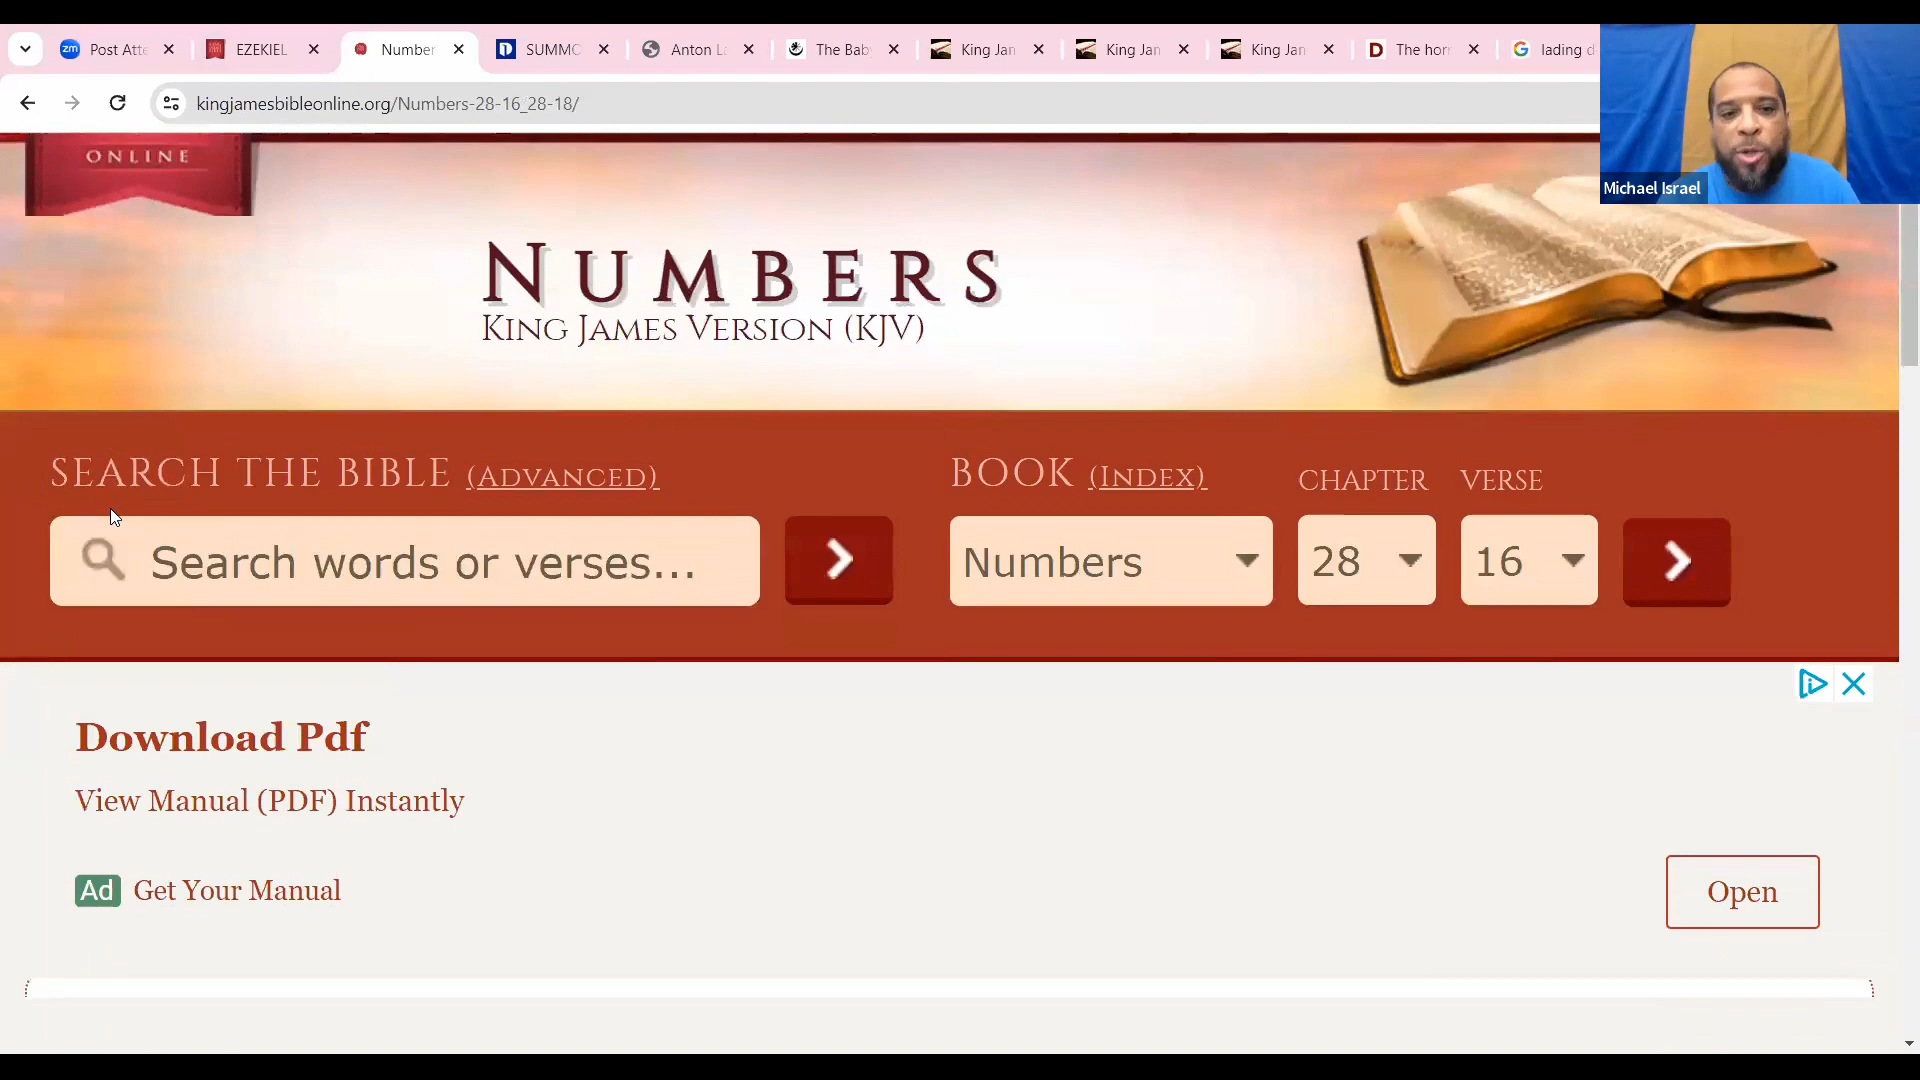 Post Atte
EZEKIEL
Number
SUMMO
Anton L
The Bab
King Jan
King Jan
King Jan
The horr
lading d
kingjamesbibleonline.org/Numbers-28-16_28-18/
Michael Israel
ONLINE
NUMBERS
KING JAMES VERSION (KJV)
SEARCH THE BIBLE (ADVANCED)
BOOK (INDEX)
CHAPTER
VERSE
Search words or verses...
Numbers
28
16
Download Pdf
View Manual (PDF) Instantly
Ad Get Your Manual
Open